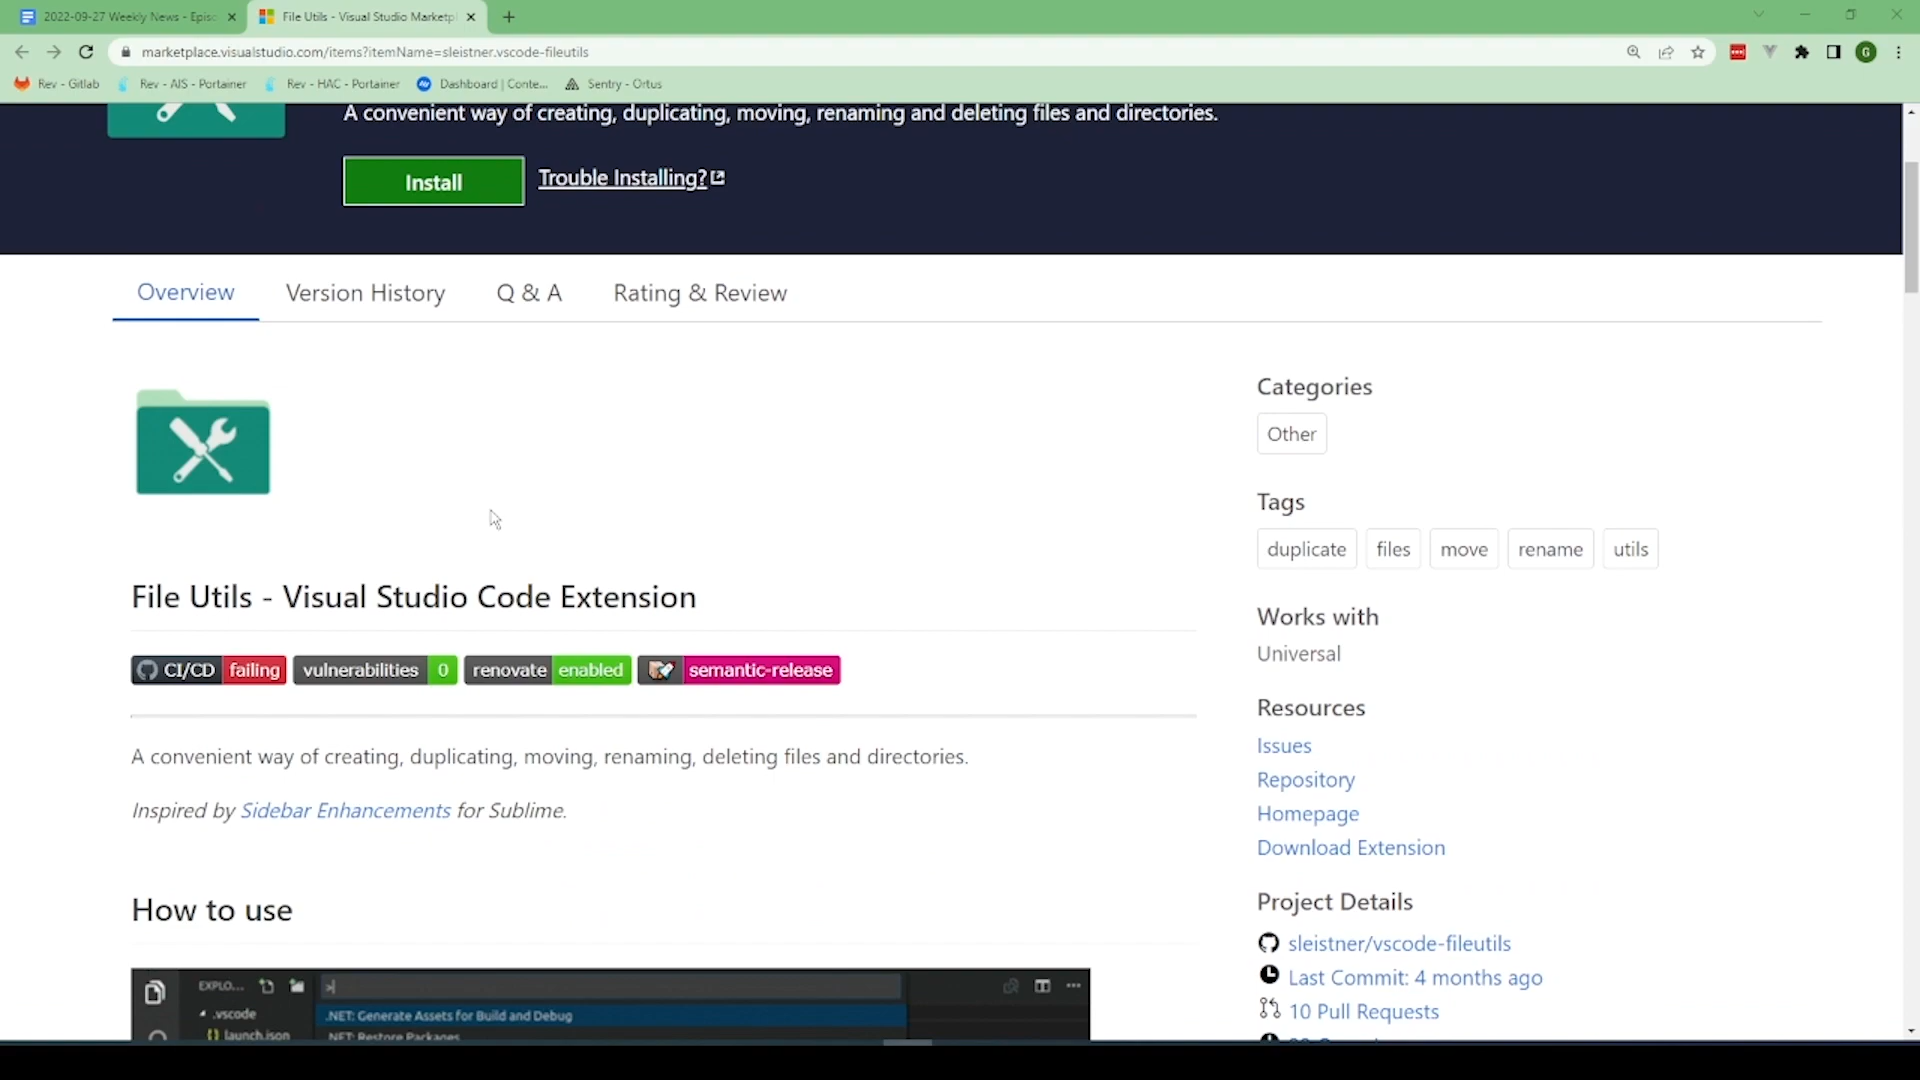 2022-09-27 Weekly News - Epis
File Utils - Visual Studio Marketp
marketplace.visualstudio.com/items?itemName=sleistner.vscode-fileutils
G
Rev - Gitlab
Rev - AIS - Portainer
Rev - HAC - Portainer
Dashboard | Conte...
Sentry - Ortus
A convenient way of creating, duplicating, moving, renaming and deleting files and directories.
Install
Trouble Installing?
Overview
Version History
Q & A
Rating & Review
File Utils - Visual Studio Code Extension
CI/CD failing
vulnerabilities 0
renovate enabled
semantic-release
A convenient way of creating, duplicating, moving, renaming, deleting files and directories.
Inspired by Sidebar Enhancements for Sublime.
How to use
EXPLO...
.vscode
launch.json
.NET: Generate Assets for Build and Debug
.NET: Restore Packages
Categories
Other
Tags
duplicate
files
move
rename
utils
Works with
Universal
Resources
Issues
Repository
Homepage
Download Extension
Project Details
sleistner/vscode-fileutils
Last Commit: 4 months ago
10 Pull Requests